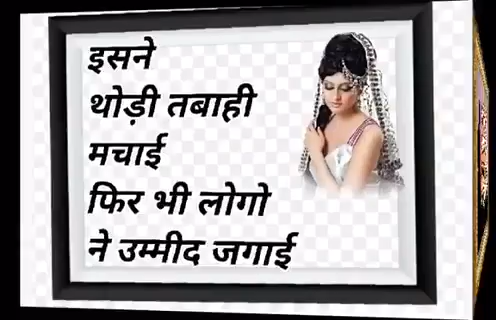 इसने
थोड़ी तबाही
मचाई
फिर भी लोगो
ने उम्मीद जगाई